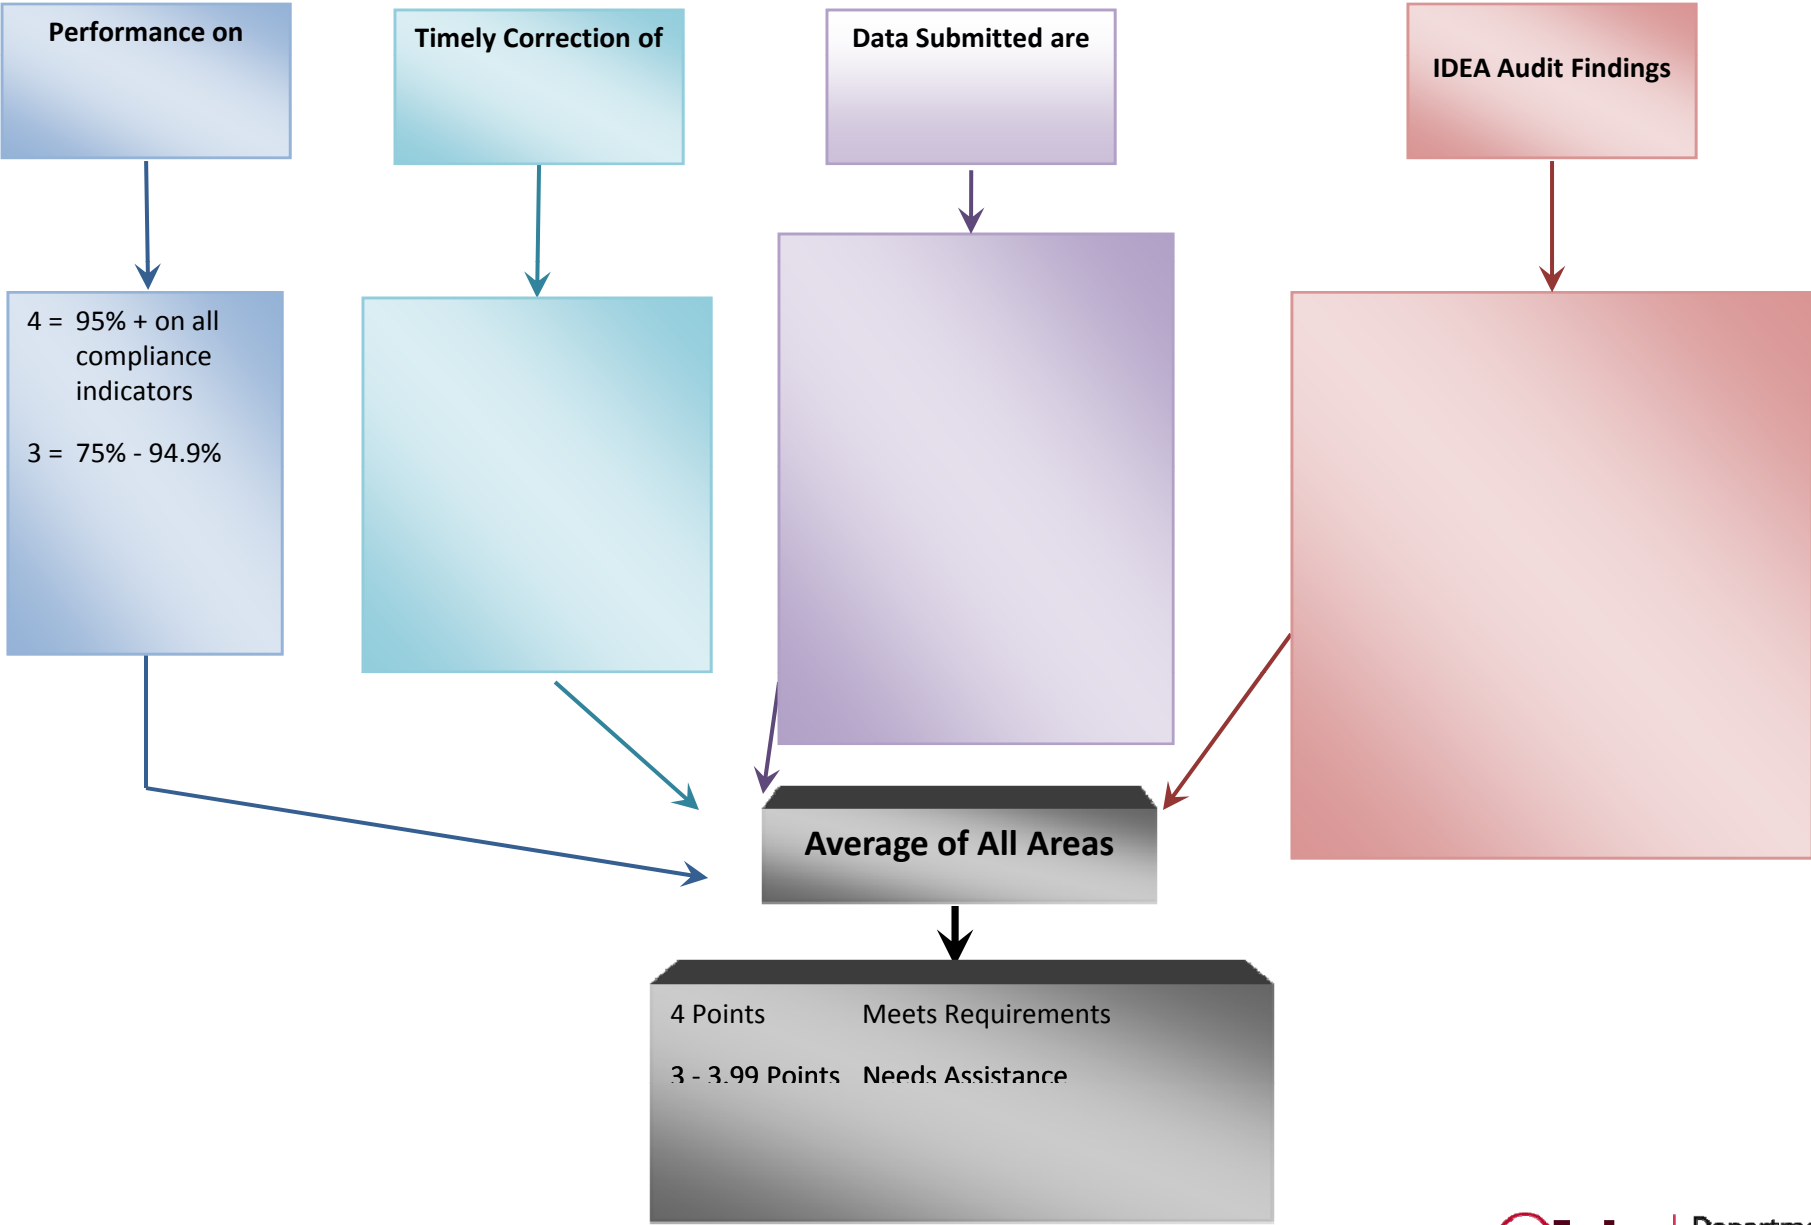 Performance on
Timely Correction of
Data Submitted are
IDEA Audit Findings
4 = 95% + on all
compliance
indicators
3 = 75% - 94.9%
Average of All Areas
4 Points Meets Requirements
3 - 3.99 Points Needs Assistance